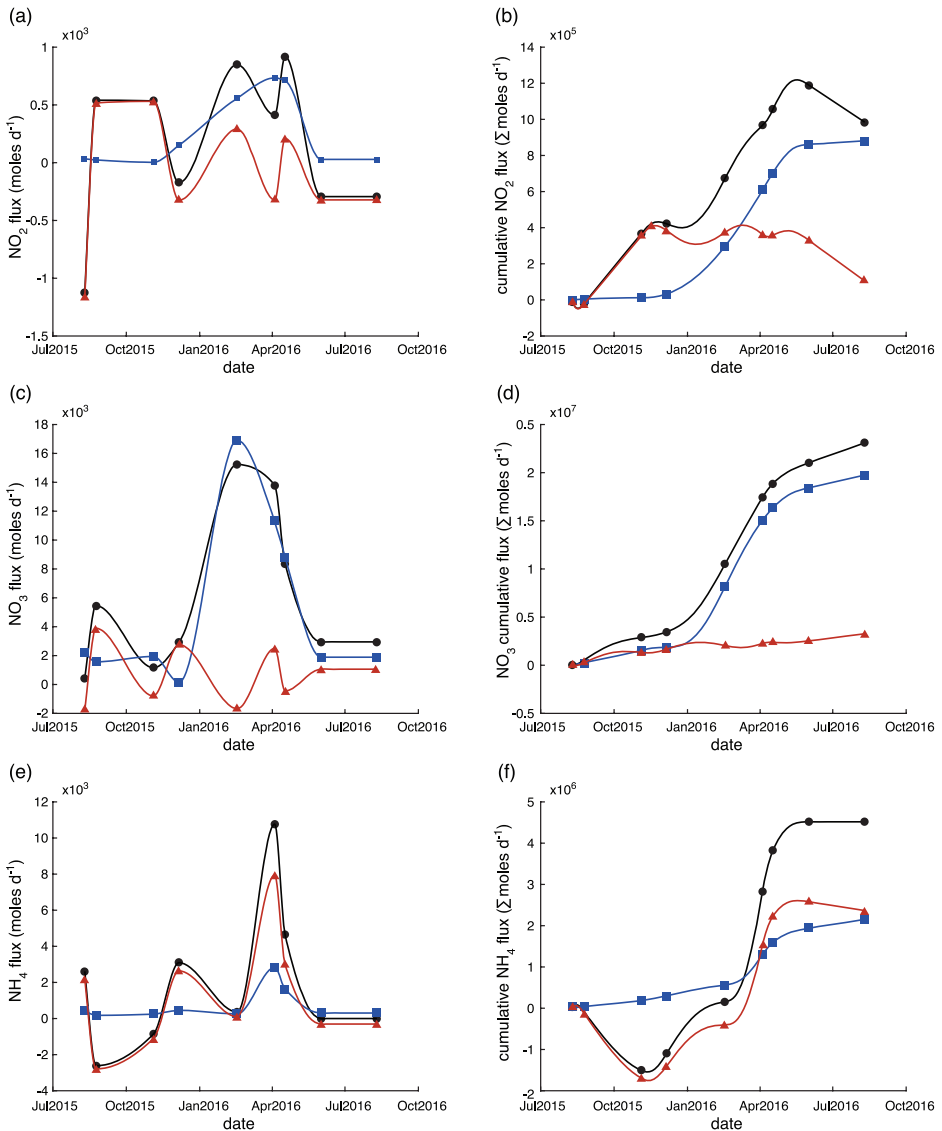 (a)
x10³
1
0.5
0
-0.5
-1
-1.5
NO₂ flux (moles d⁻¹)
Jul2015 Oct2015 Jan2016 Apr2016 Jul2016 Oct2016
date
(b)
x10⁵
14
12
10
8
6
4
2
0
-2
cumulative NO₂ flux (∑moles d⁻¹)
Jul2015 Oct2015 Jan2016 Apr2016 Jul2016 Oct2016
date
(c)
x10³
18
16
14
12
10
8
6
4
2
0
-2
NO₃ flux (moles d⁻¹)
Jul2015 Oct2015 Jan2016 Apr2016 Jul2016 Oct2016
date
(d)
x10⁷
0.5
2
1.5
1
0.5
0
-0.5
NO₃ cumulative flux (∑moles d⁻¹)
Jul2015 Oct2015 Jan2016 Apr2016 Jul2016 Oct2016
date
(e)
x10³
12
10
8
6
4
2
0
-2
-4
NH₄ flux (moles d⁻¹)
Jul2015 Oct2015 Jan2016 Apr2016 Jul2016 Oct2016
date
(f)
x10⁶
5
4
3
2
1
0
-1
-2
cumulative NH₄ flux (∑moles d⁻¹)
Jul2015 Oct2015 Jan2016 Apr2016 Jul2016 Oct2016
date